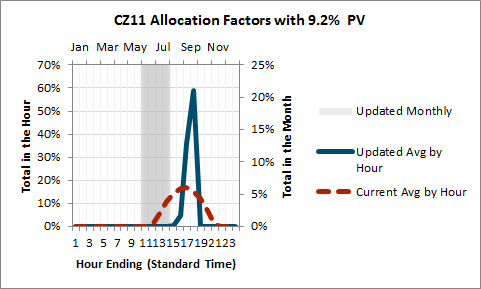 CZ11 Allocation Factors with 9.2% PV
Jan Mar May Jul Sep Nov
70%
60%
50%
40%
30%
20%
10%
0%
Total in the Hour
25%
20%
15%
10%
5%
0%
Total in the Month
1 3 5 7 9 11 13 15 17 19 21 23
Hour Ending (Standard Time)
Updated Monthly
Updated Avg by
Hour
Current Avg by Hour